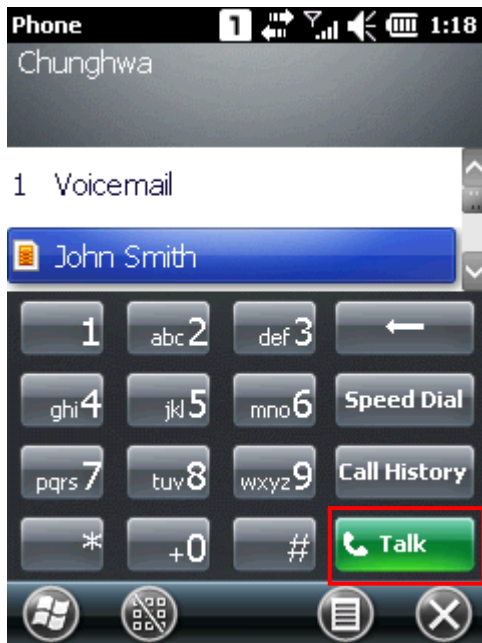 Phone 1 1:18
Chunghwa
1 Voicemail
John Smith
1 abc2 def3 ←
ghi4 jkl5 mno6 Speed Dial
pqrs7 tuv8 wxyz9 Call History
* +0 # Talk